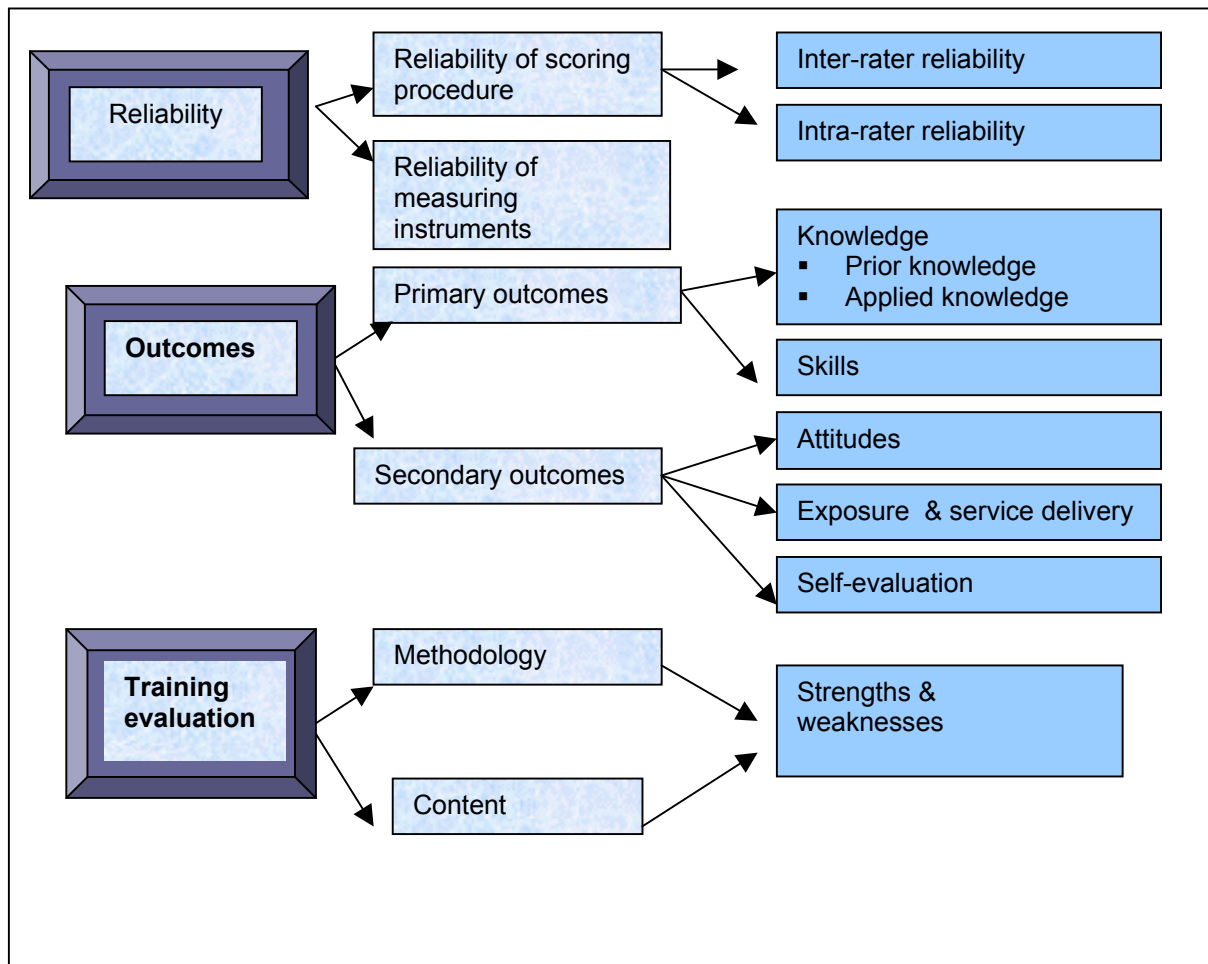 Reliability
Reliability of scoring
procedure
Inter-rater reliability
Intra-rater reliability
Reliability of
measuring
instruments
Outcomes
Primary outcomes
Knowledge
▪ Prior knowledge
▪ Applied knowledge
Skills
Secondary outcomes
Attitudes
Exposure & service delivery
Self-evaluation
Training
evaluation
Methodology
Content
Strengths &
weaknesses